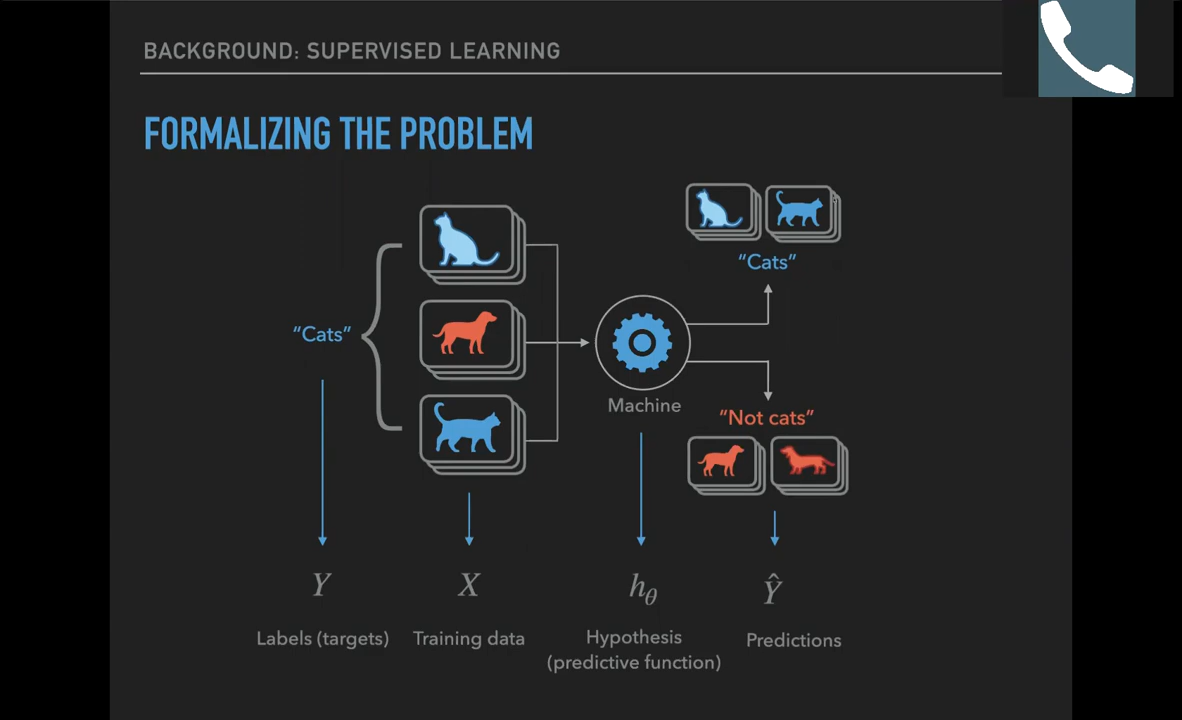 BACKGROUND: SUPERVISED LEARNING
FORMALIZING THE PROBLEM
“Cats”
“Cats”
Machine
“Not cats”
Y
X
hθ
Ŷ
Labels (targets)
Training data
Hypothesis
(predictive function)
Predictions